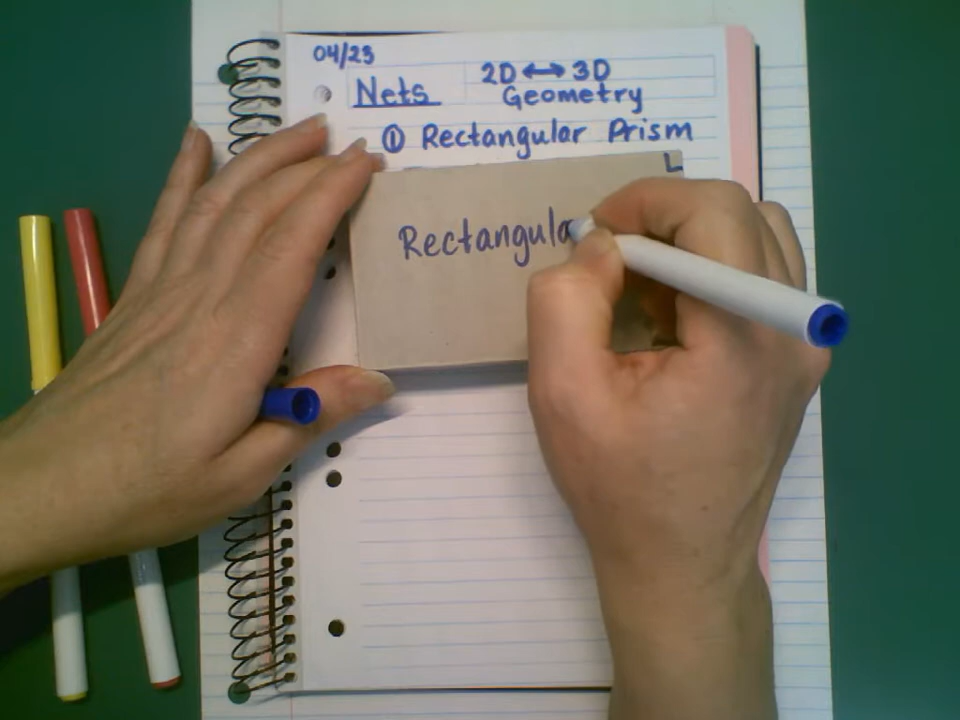 04/23
Nets
2D ↔ 3D
Geometry
① Rectangular Prism
L
Rectangula